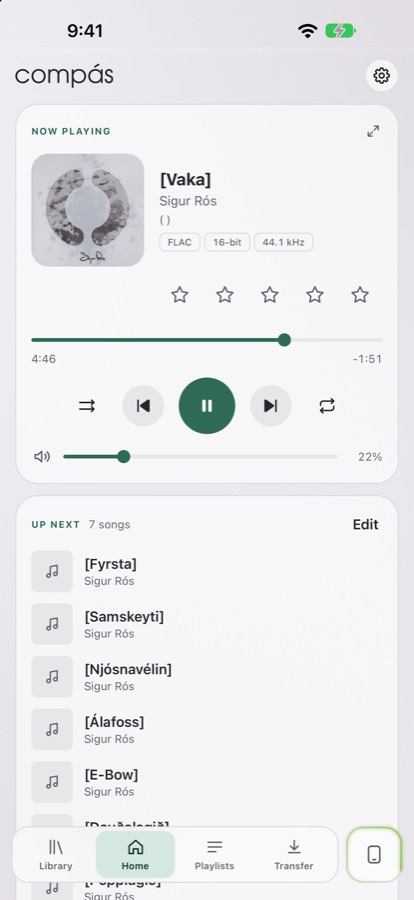 9:41
compás
NOW PLAYING
[Vaka]
Sigur Rós
( )
FLAC 16-bit 44.1 kHz
4:46 -1:51
22%
UP NEXT 7 songs Edit
[Fyrsta]
Sigur Rós
[Samskeyti]
Sigur Rós
[Njósnavélin]
Sigur Rós
[Álafoss]
Sigur Rós
[E-Bow]
Sigur Rós
Library Home Playlists Transfer
Sigur Rós